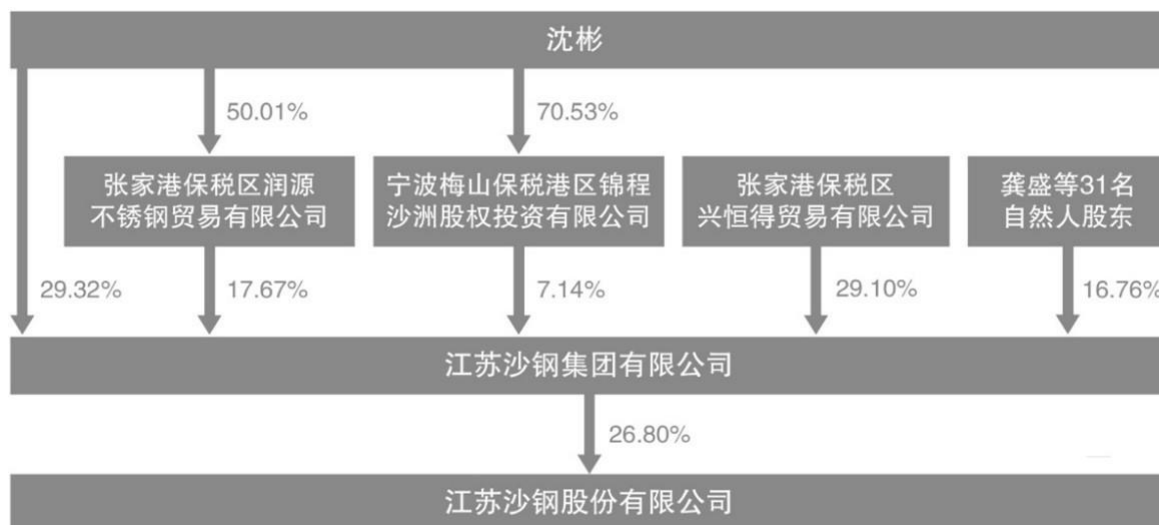 沈彬
50.01%
70.53%
张家港保税区润源
不锈钢贸易有限公司
宁波梅山保税港区锦程
沙洲股权投资有限公司
张家港保税区
兴恒得贸易有限公司
龚盛等31名
自然人股东
29.32%
17.67%
7.14%
29.10%
16.76%
江苏沙钢集团有限公司
26.80%
江苏沙钢股份有限公司